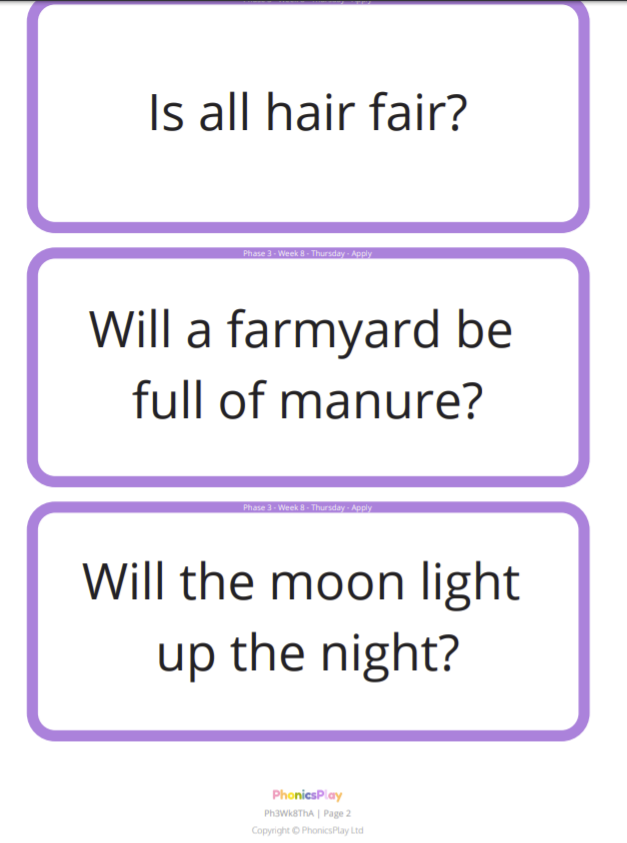 Is all hair fair?
Phase 3 - Week 8 - Thursday - Apply
Will a farmyard be
full of manure?
Phase 3 - Week 8 - Thursday - Apply
Will the moon light
up the night?
PhonicsPlay
Ph3Wk8ThA | Page 2
Copyright © PhonicsPlay Ltd